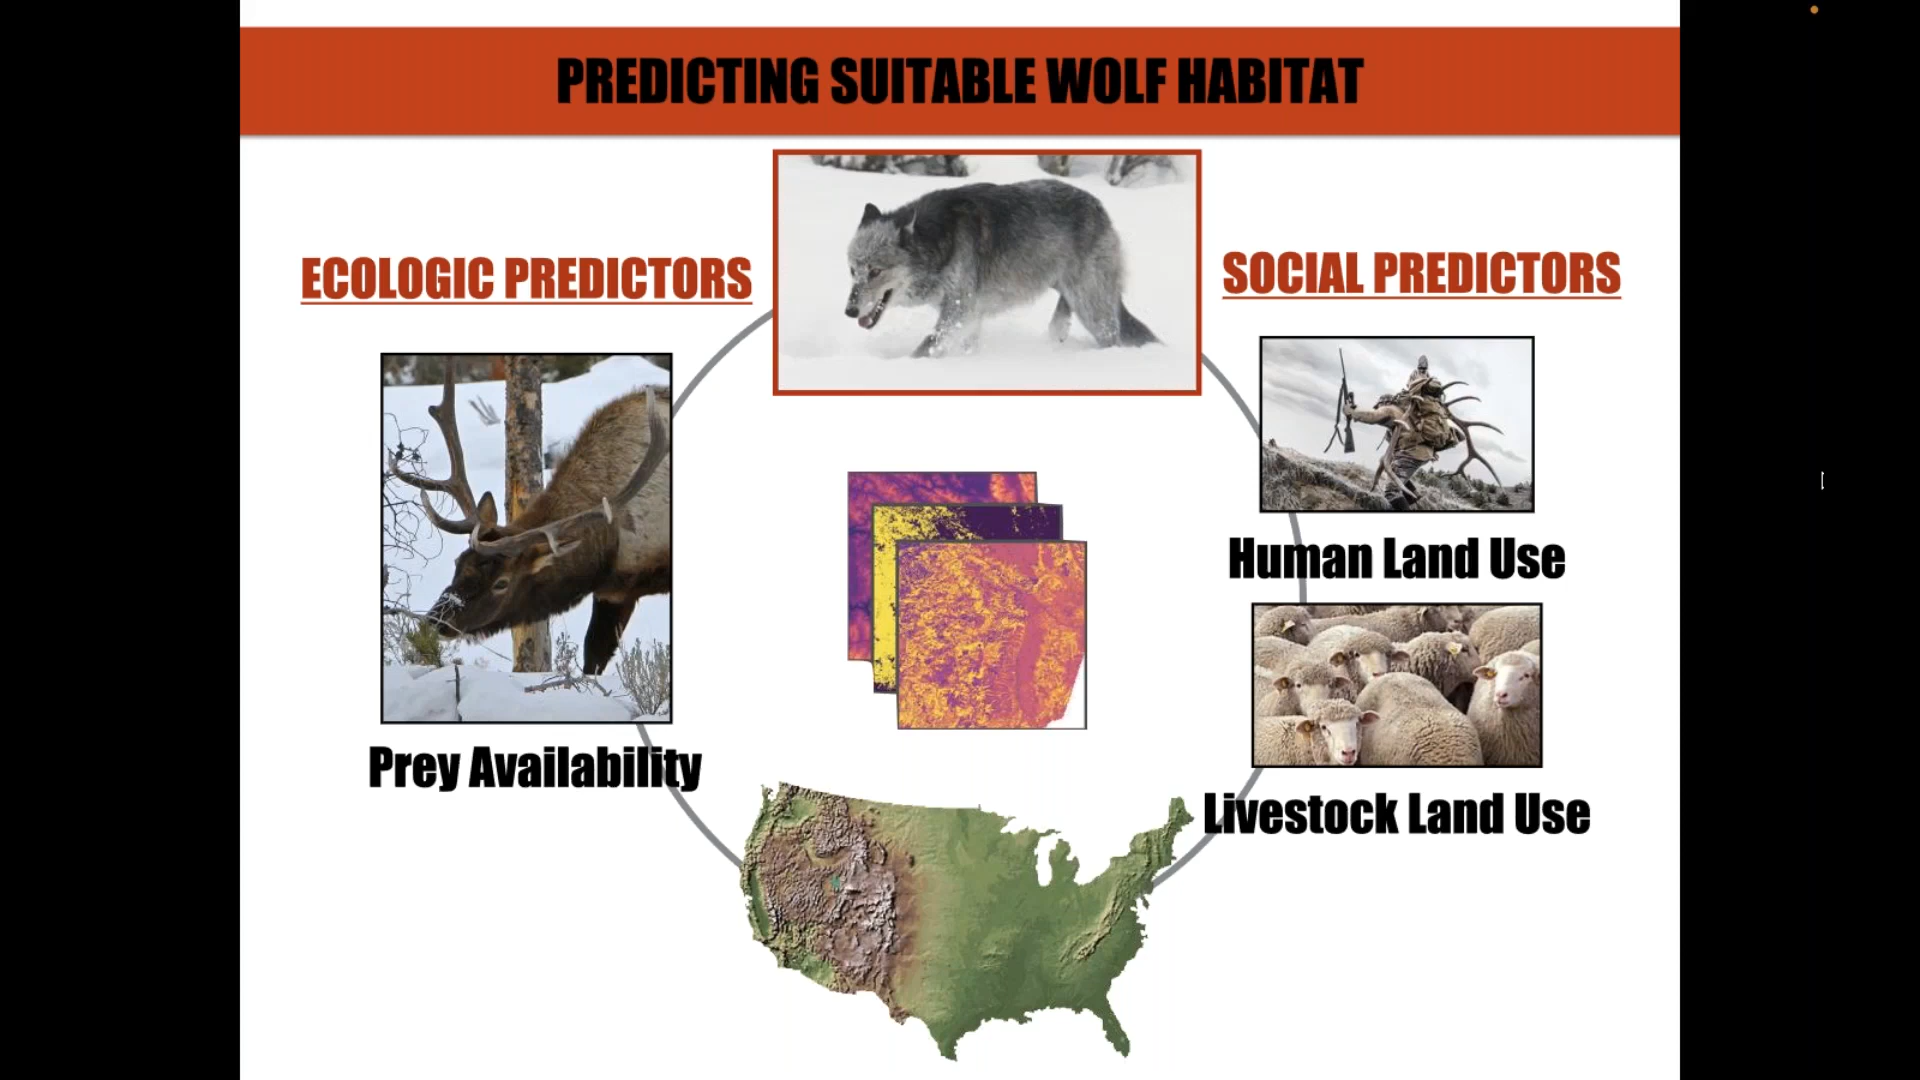 PREDICTING SUITABLE WOLF HABITAT
ECOLOGIC PREDICTORS
SOCIAL PREDICTORS
Human Land Use
Prey Availability
Livestock Land Use